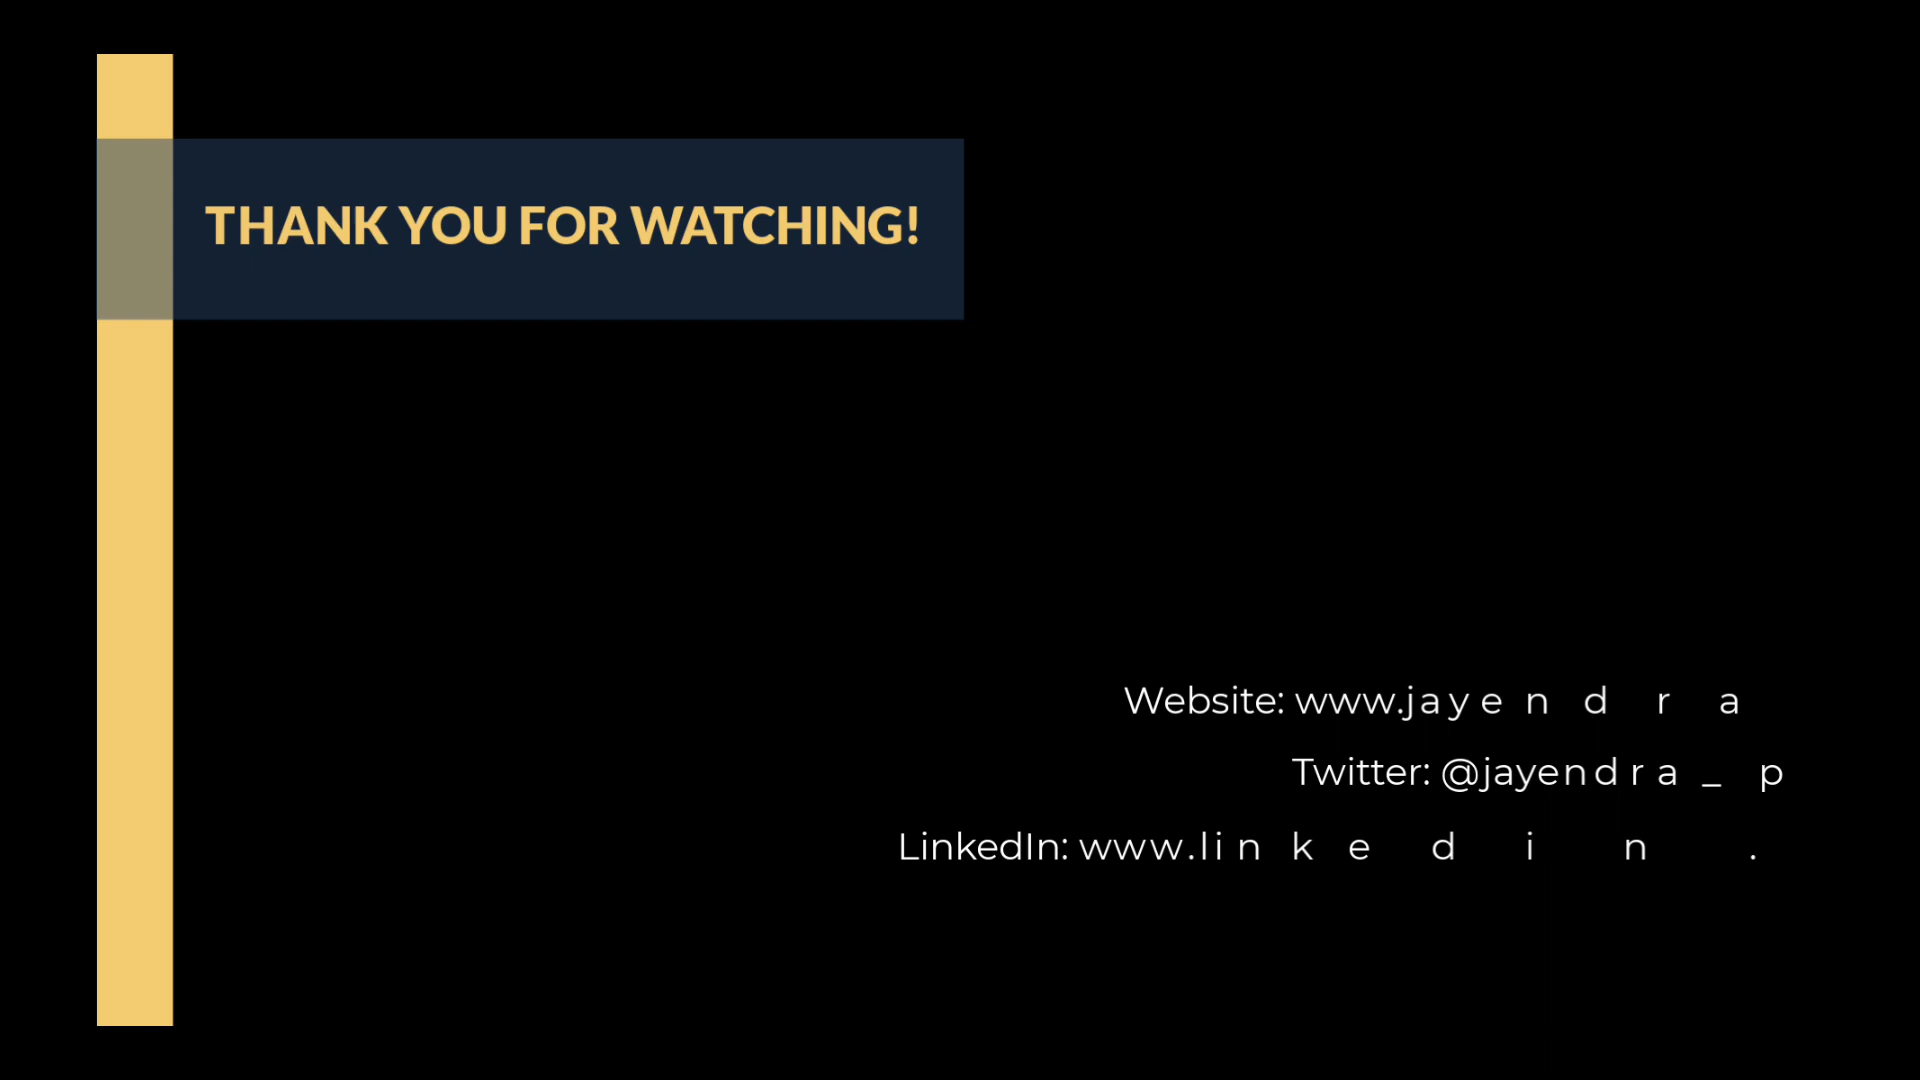 THANK YOU FOR WATCHING!
Website: www.jayendra
Twitter: @jayendra_p
LinkedIn: www.linkedin.